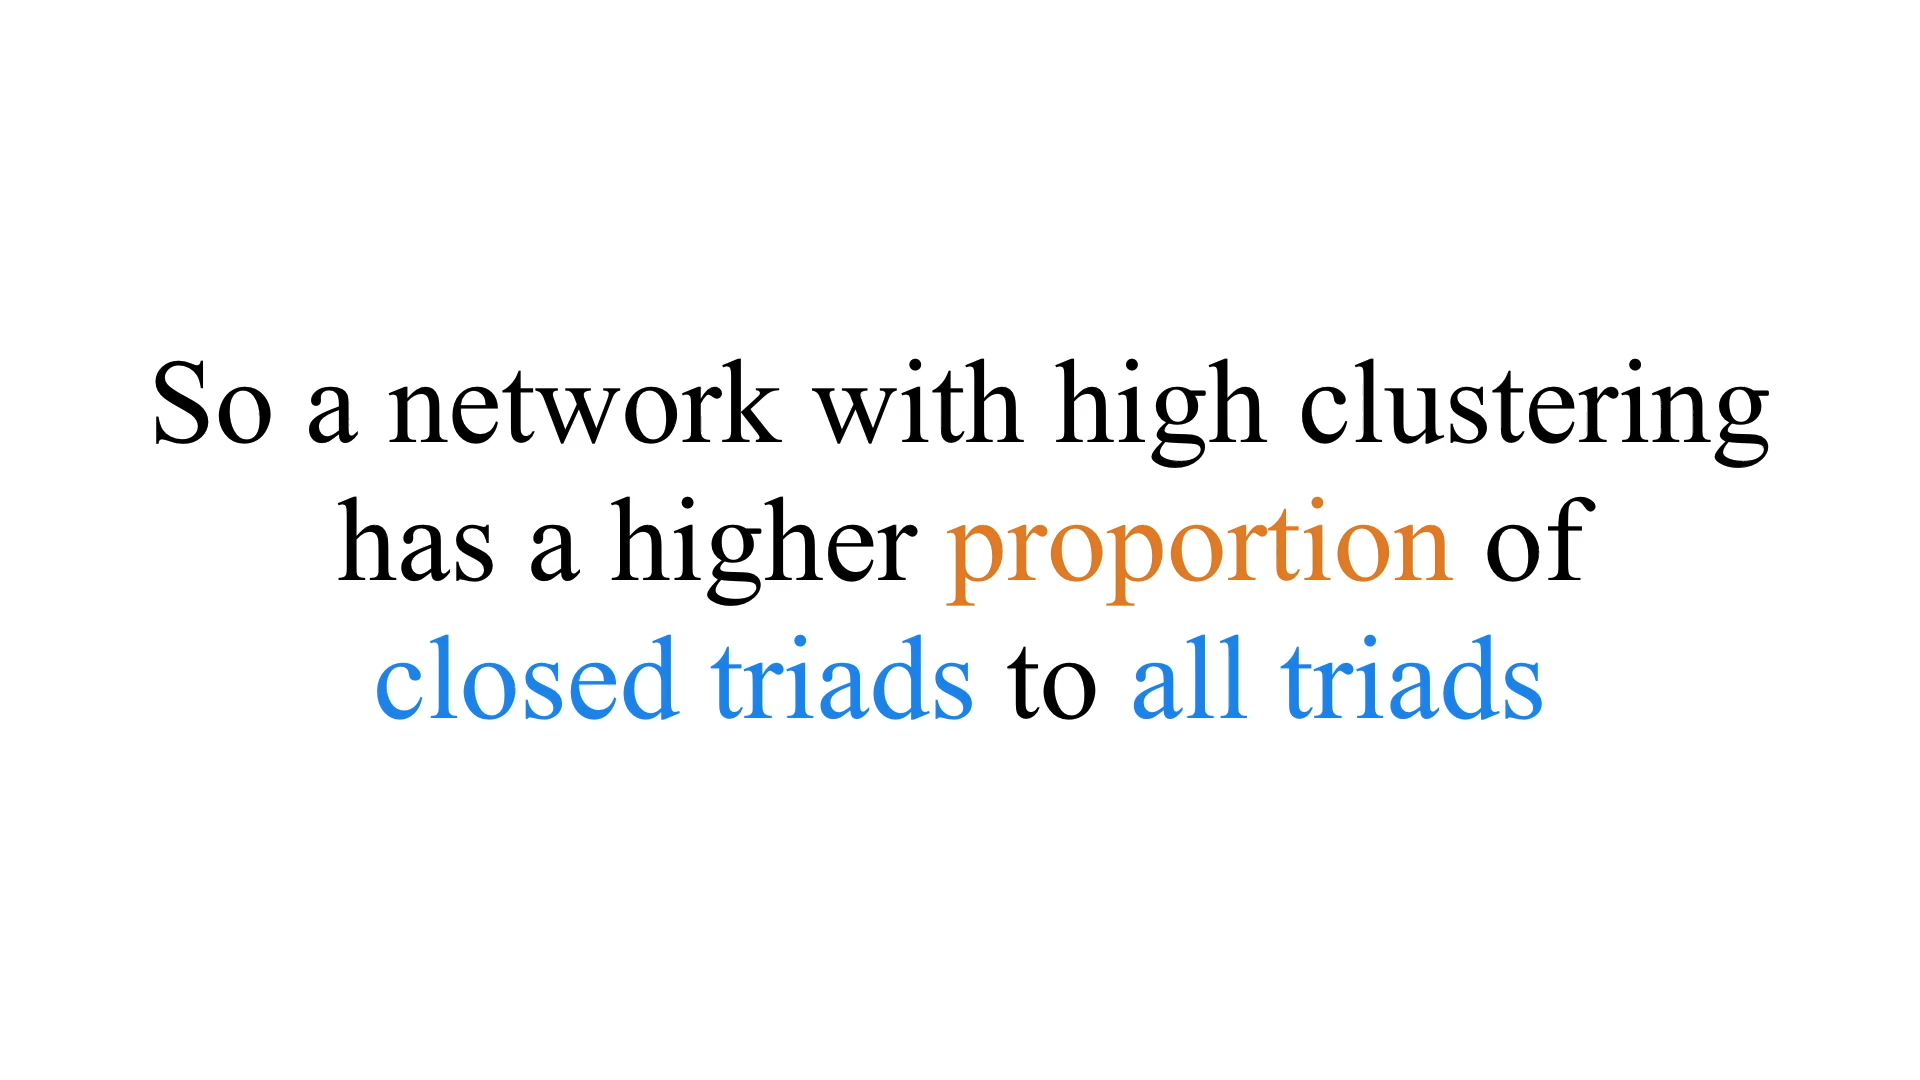 So a network with high clustering
has a higher proportion of
closed triads to all triads